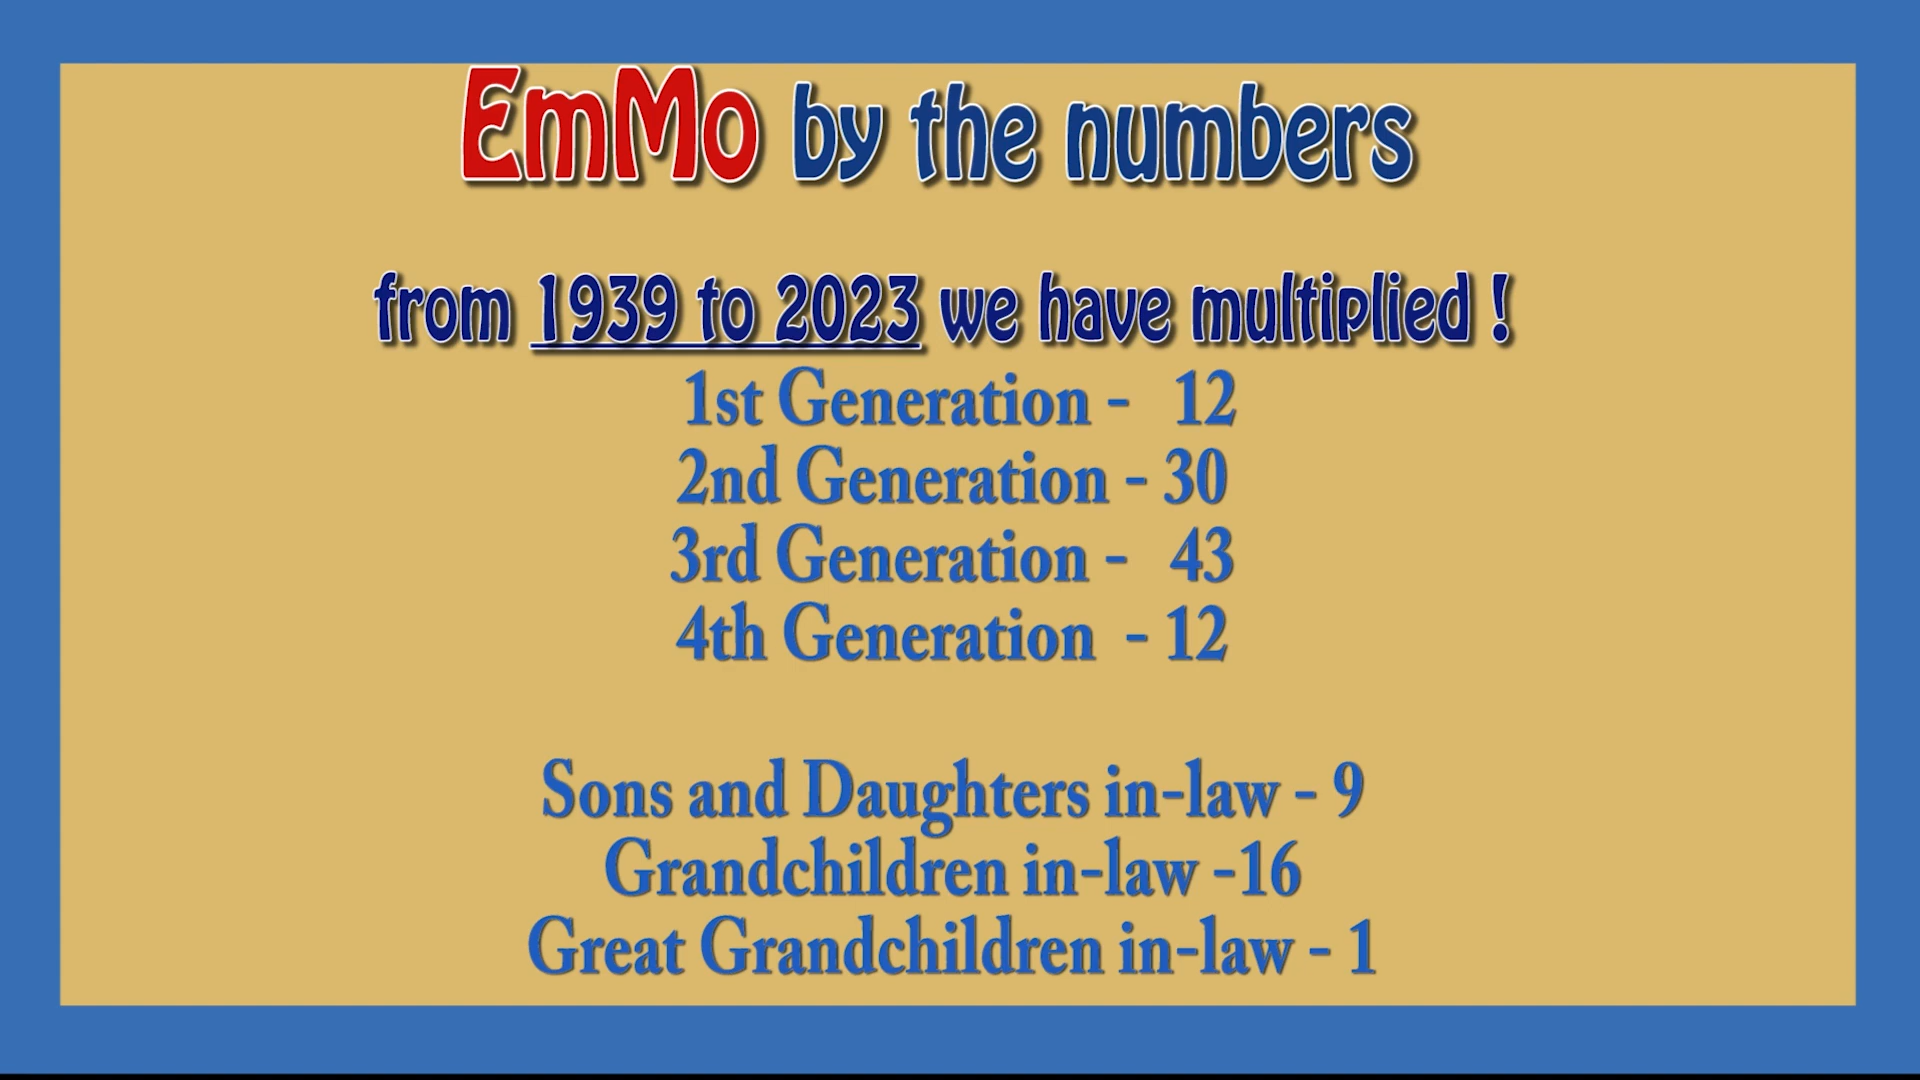 EmMo by the numbers
from 1939 to 2023 we have multiplied !
1st Generation - 12
2nd Generation - 30
3rd Generation - 43
4th Generation - 12
Sons and Daughters in-law - 9
Grandchildren in-law -16
Great Grandchildren in-law - 1